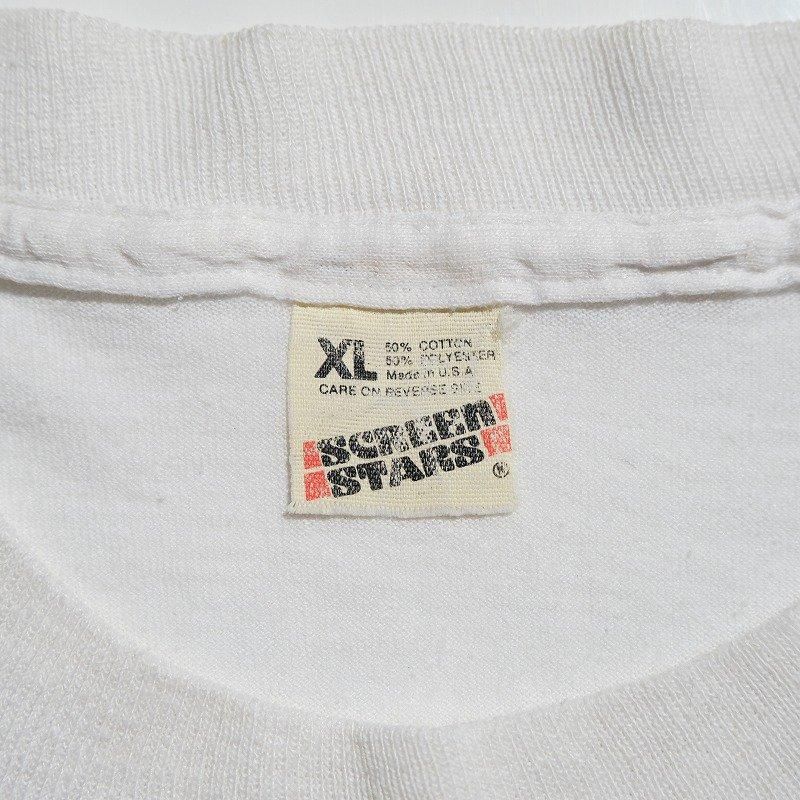 XL
50% COTTON
50% POLYESTER
Made in U.S.A
CARE ON REVERSE SIDE
SCREEN
STARS
®